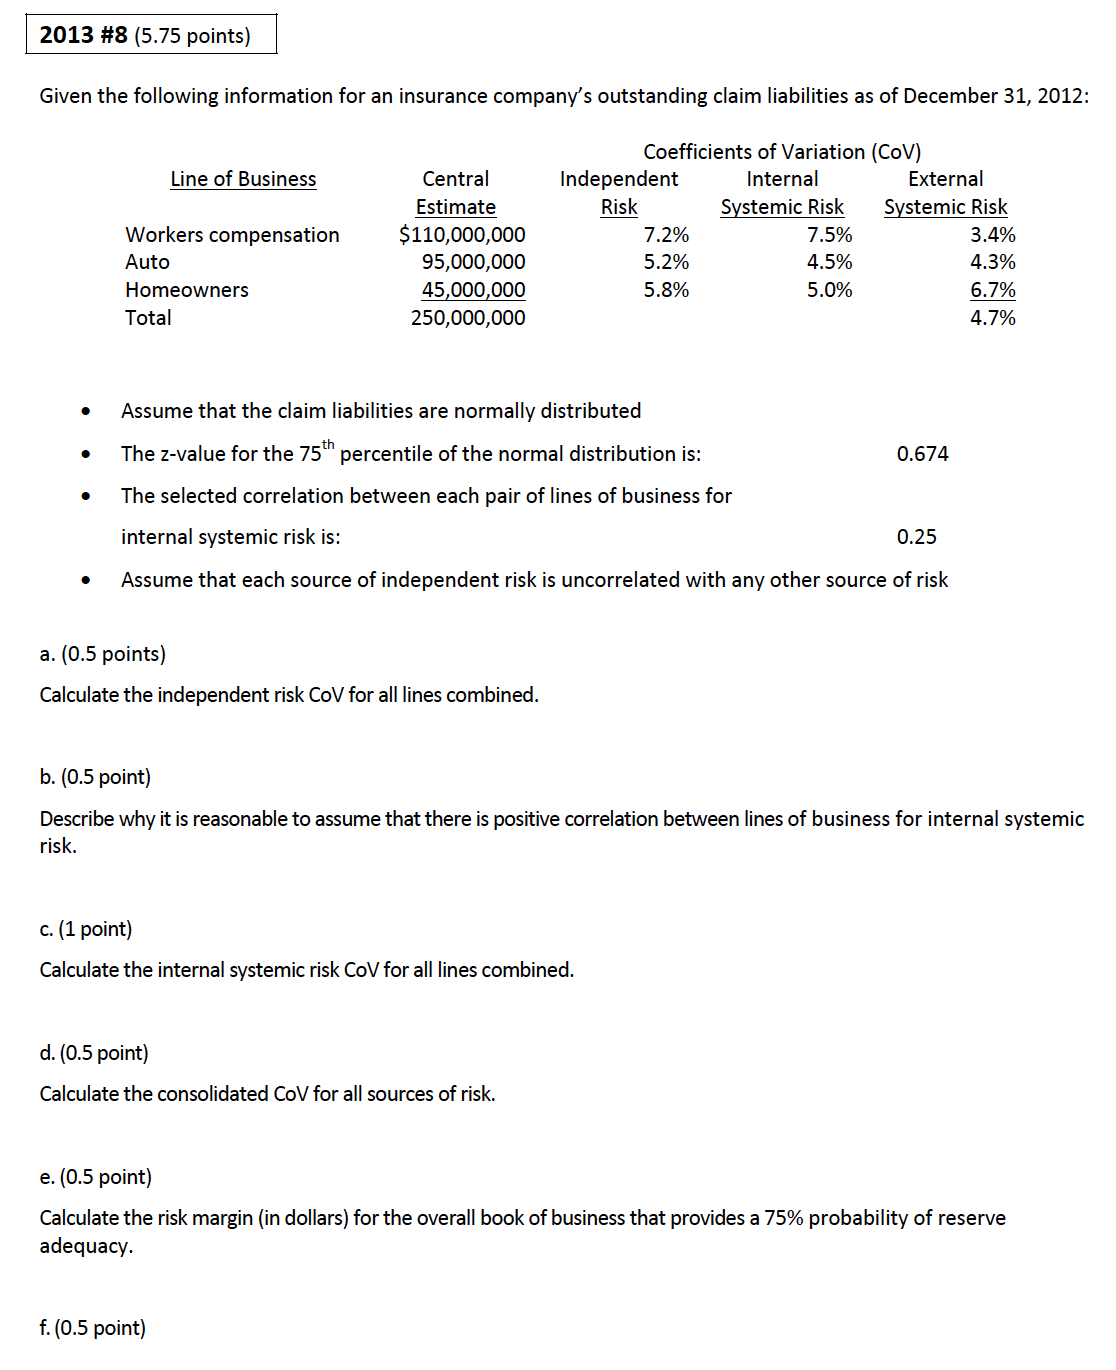 2013 #8 (5.75 points)
Given the following information for an insurance company's outstanding claim liabilities as of December 31, 2012:
Coefficients of Variation (CoV)
Line of Business Central Independent Internal External
Estimate Risk Systemic Risk Systemic Risk
Workers compensation $110,000,000 7.2% 7.5% 3.4%
Auto 95,000,000 5.2% 4.5% 4.3%
Homeowners 45,000,000 5.8% 5.0% 6.7%
Total 250,000,000 4.7%
• Assume that the claim liabilities are normally distributed
• The z-value for the 75th percentile of the normal distribution is: 0.674
• The selected correlation between each pair of lines of business for
internal systemic risk is: 0.25
• Assume that each source of independent risk is uncorrelated with any other source of risk
a. (0.5 points)
Calculate the independent risk CoV for all lines combined.
b. (0.5 point)
Describe why it is reasonable to assume that there is positive correlation between lines of business for internal systemic
risk.
c. (1 point)
Calculate the internal systemic risk CoV for all lines combined.
d. (0.5 point)
Calculate the consolidated CoV for all sources of risk.
e. (0.5 point)
Calculate the risk margin (in dollars) for the overall book of business that provides a 75% probability of reserve
adequacy.
f. (0.5 point)